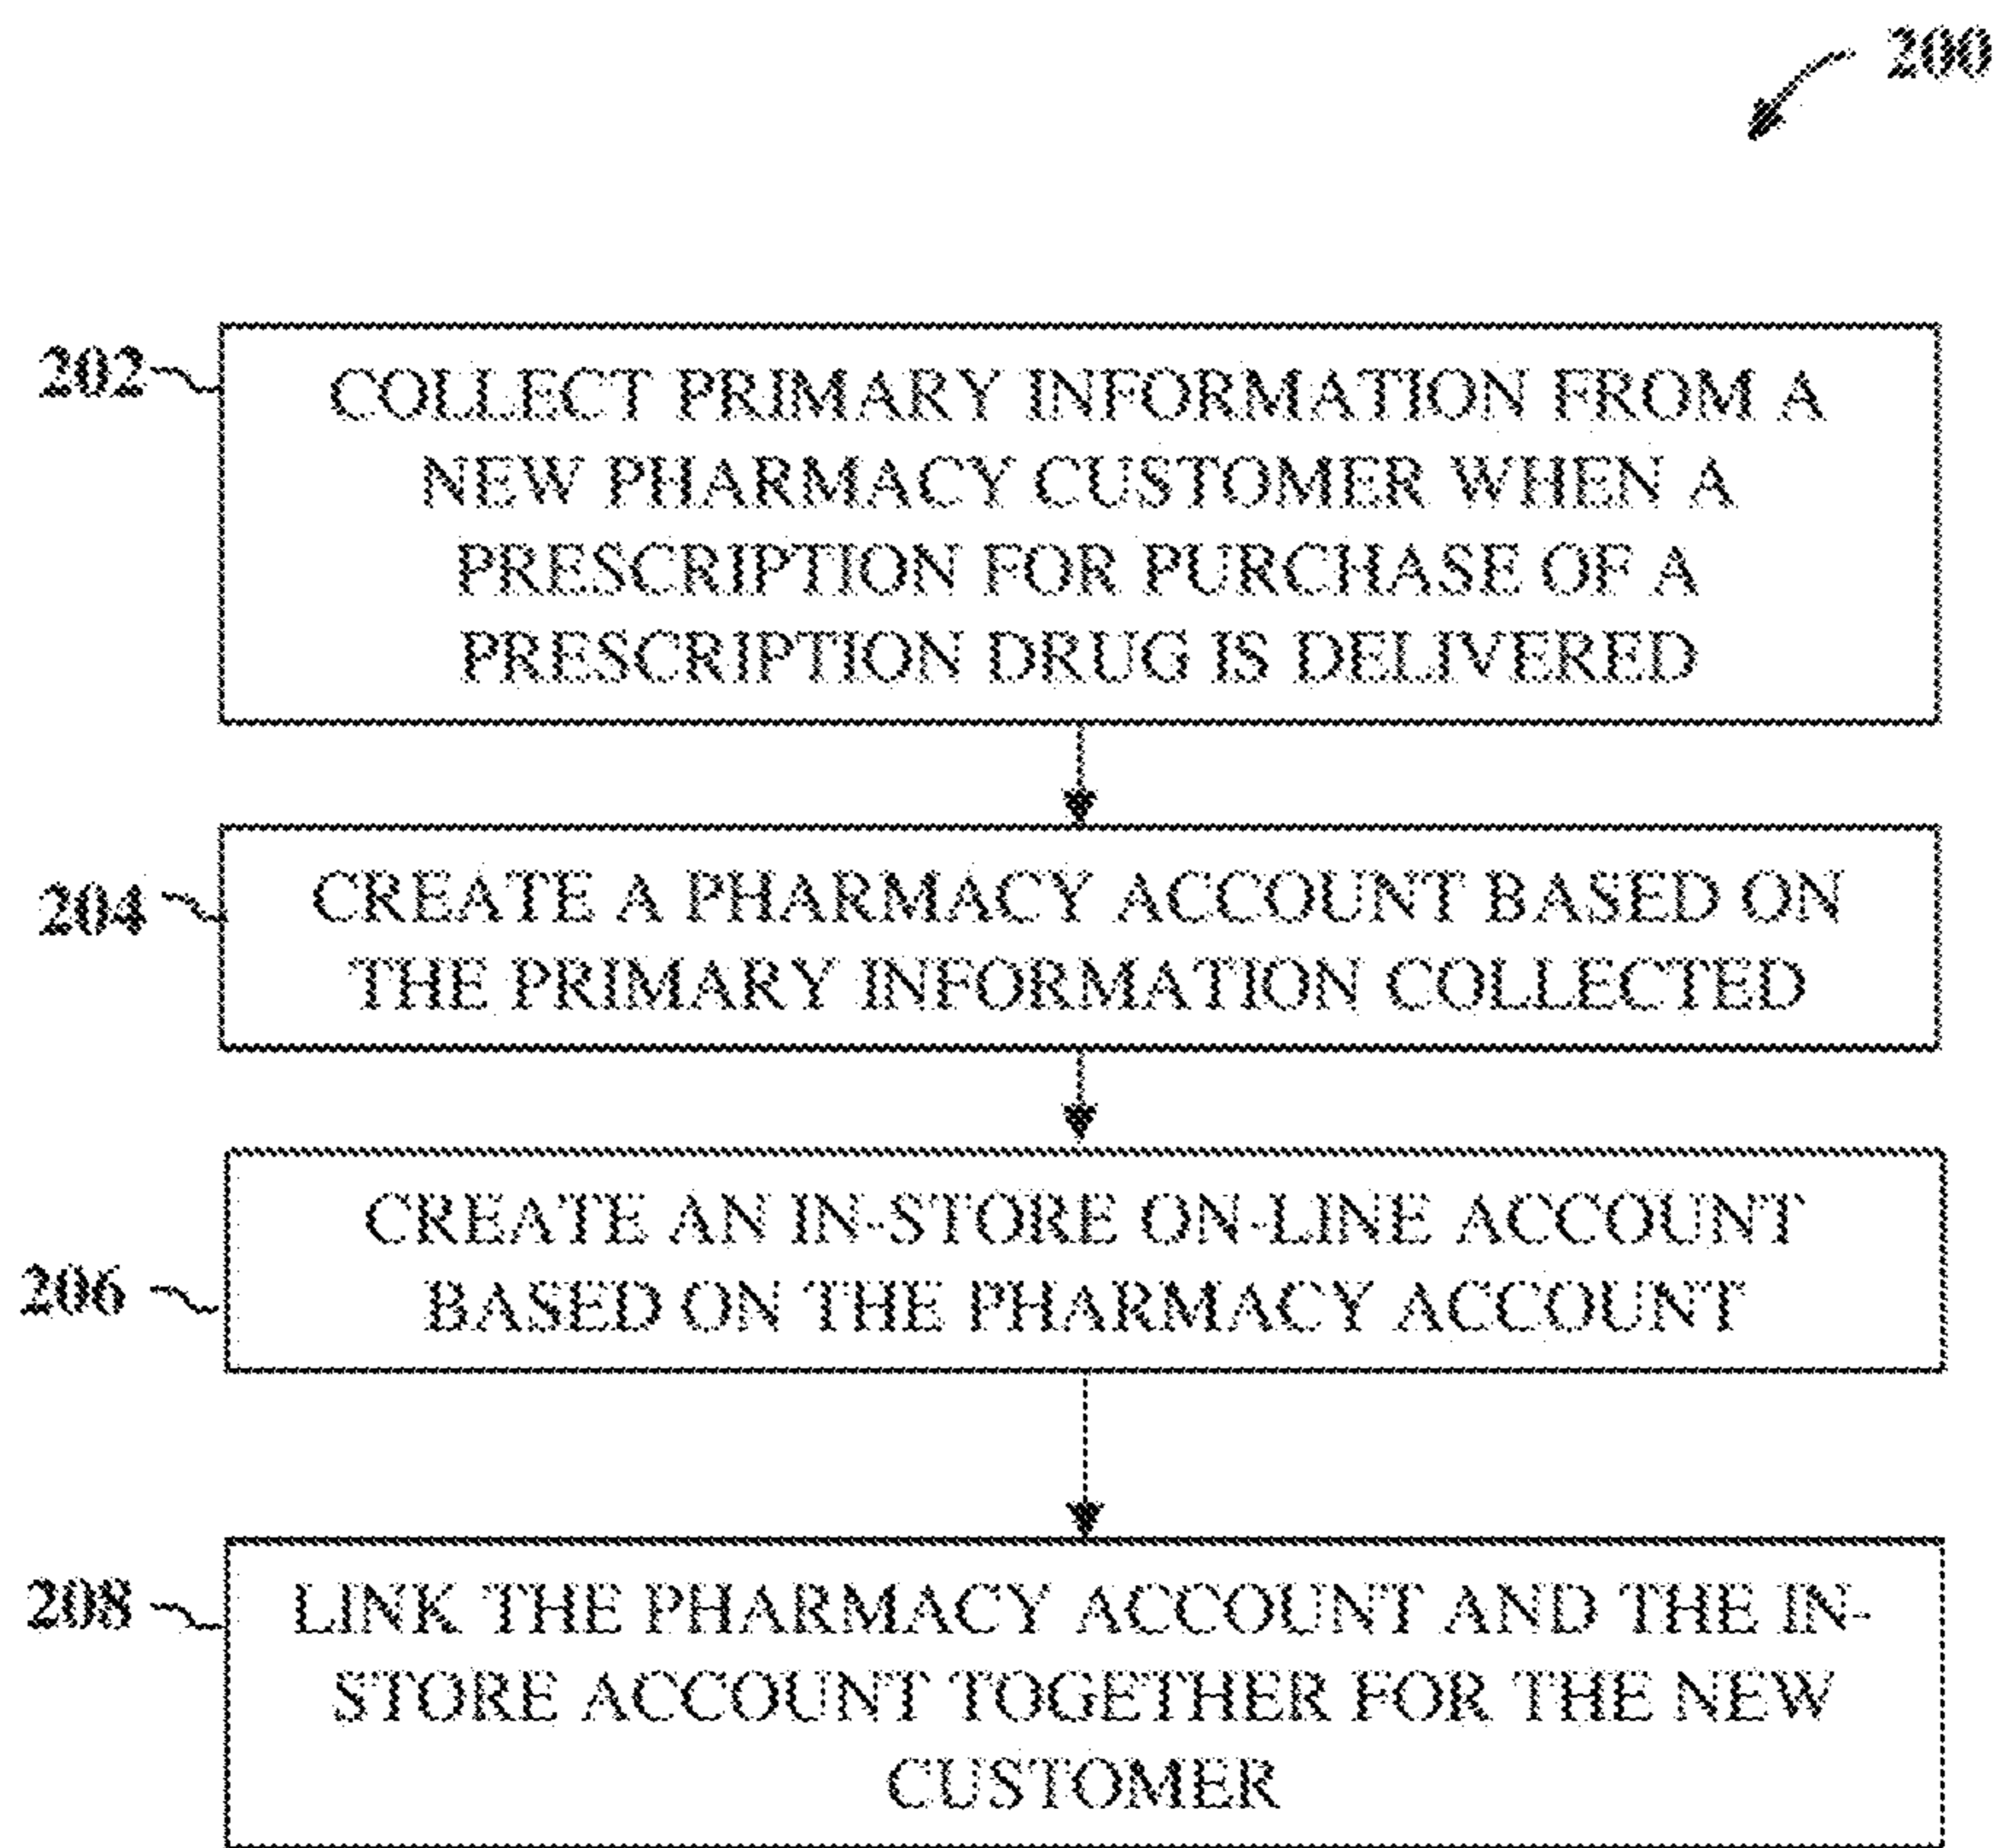 200
202
COLLECT PRIMARY INFORMATION FROM A
NEW PHARMACY CUSTOMER WHEN A
PRESCRIPTION FOR PURCHASE OF A
PRESCRIPTION DRUG IS DELIVERED
204
CREATE A PHARMACY ACCOUNT BASED ON
THE PRIMARY INFORMATION COLLECTED
206
CREATE AN IN-STORE ON-LINE ACCOUNT
BASED ON THE PHARMACY ACCOUNT
208
LINK THE PHARMACY ACCOUNT AND THE IN-
STORE ACCOUNT TOGETHER FOR THE NEW
CUSTOMER